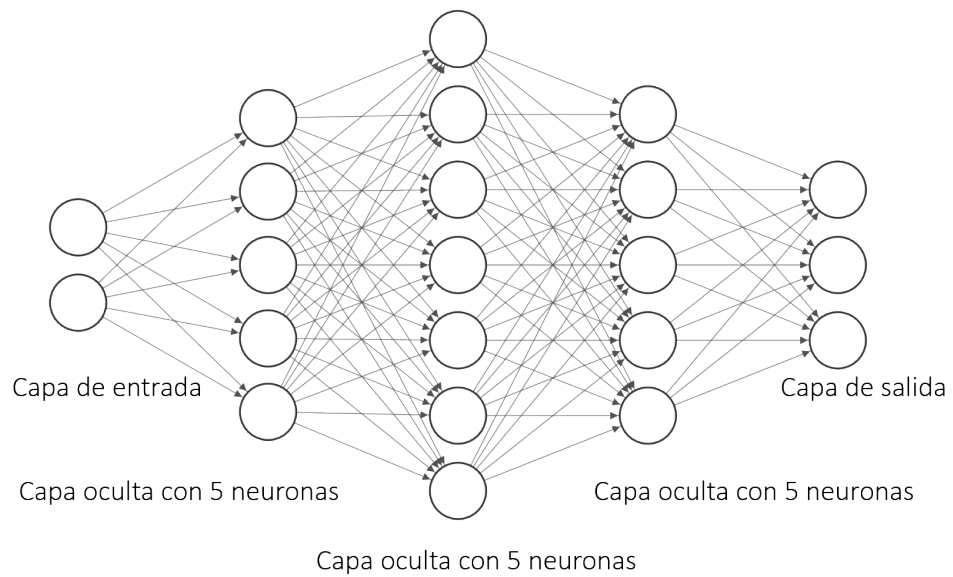 Capa de entrada
Capa de salida
Capa oculta con 5 neuronas
Capa oculta con 5 neuronas
Capa oculta con 5 neuronas